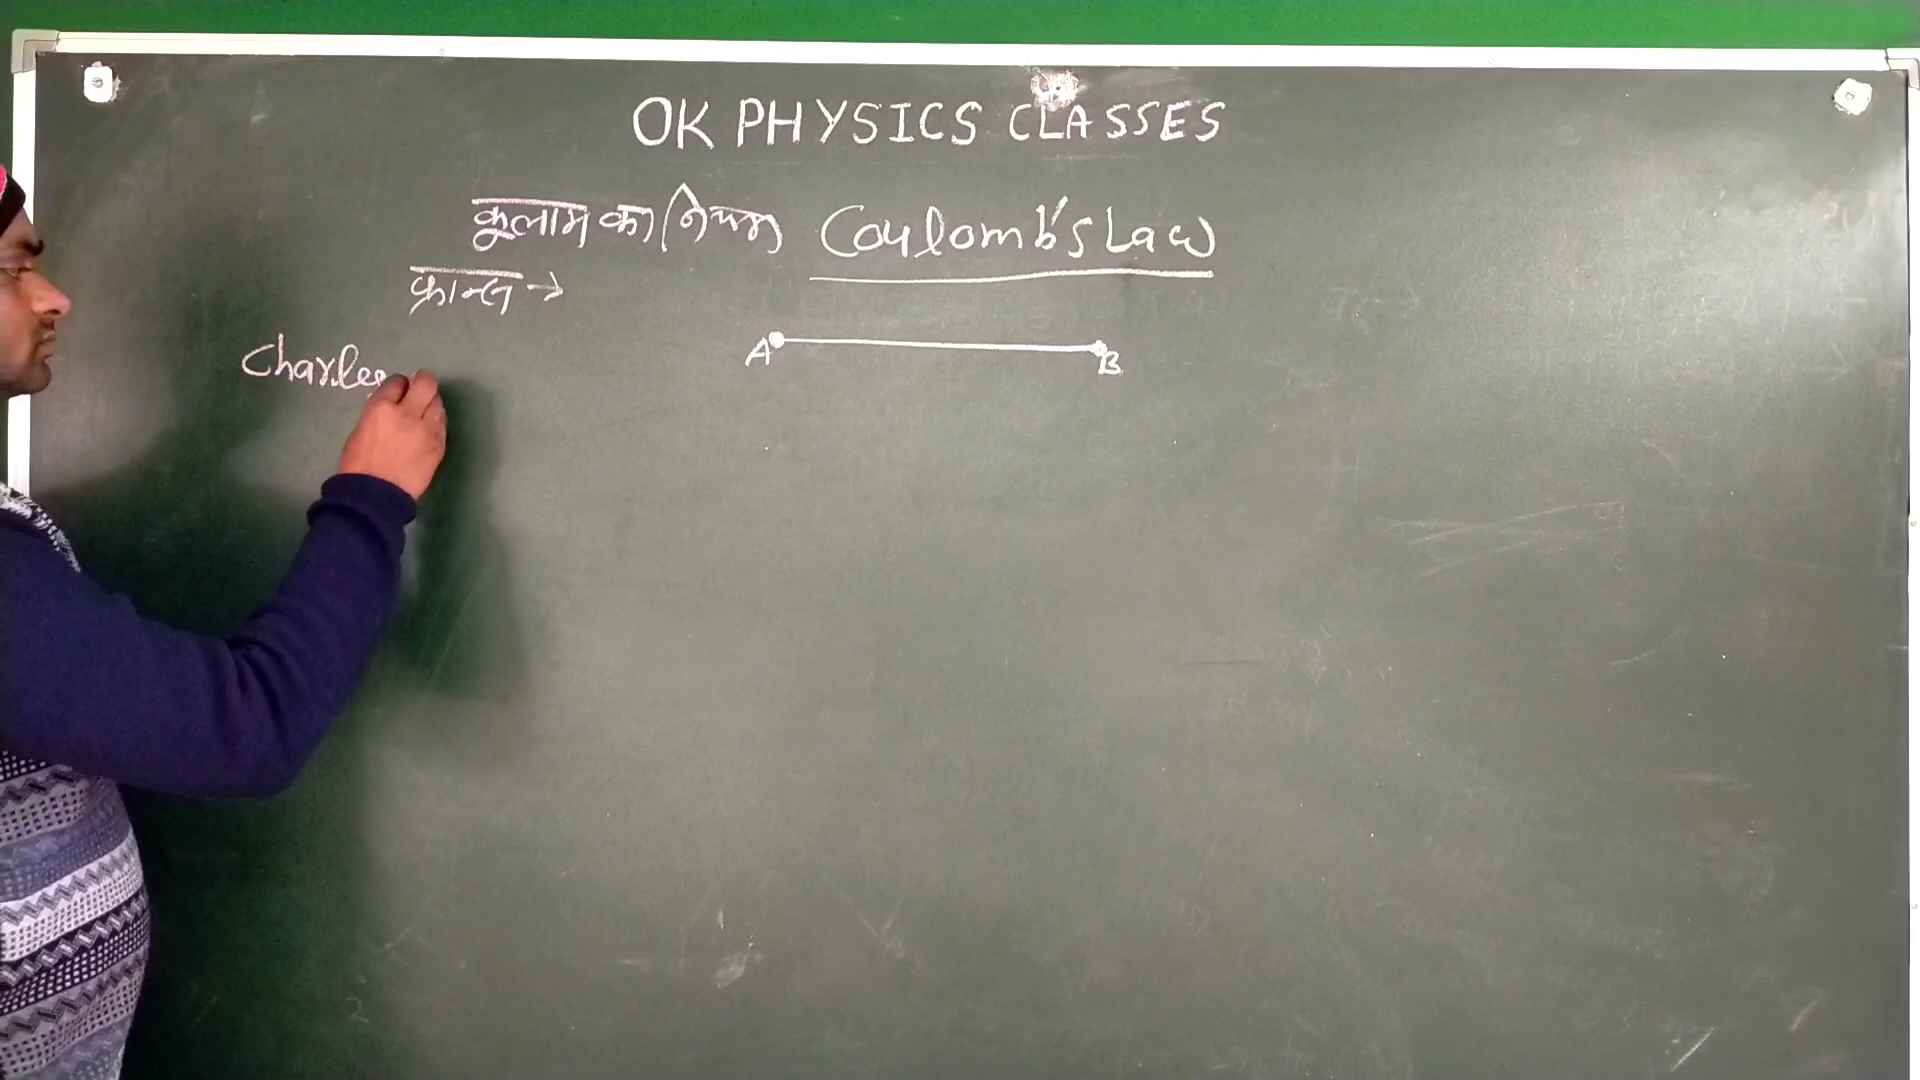 OK PHYSICS CLASSES
कूलाम का नियम Coulomb's Law
फ्रान्स →
Charles
A B